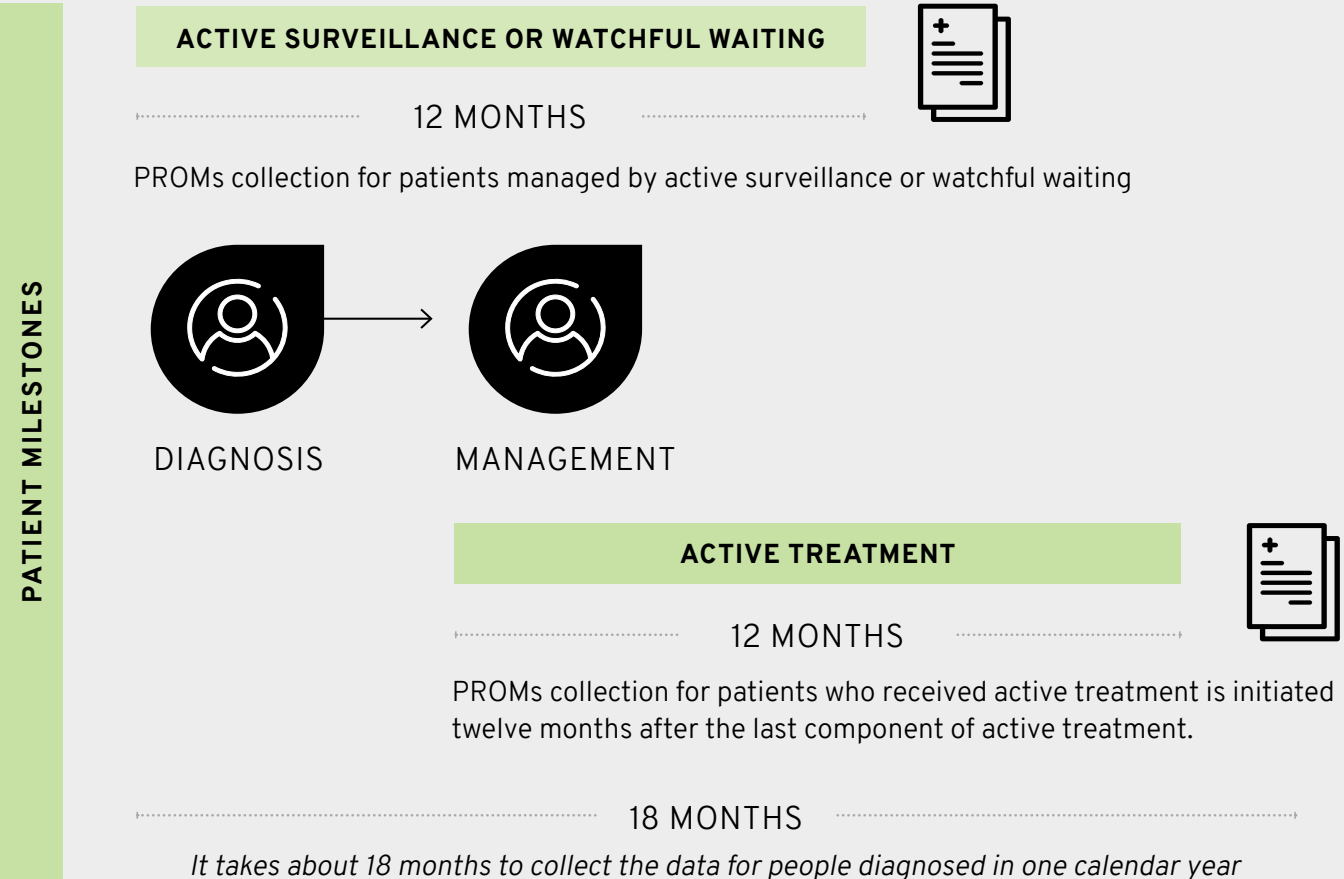 PATIENT MILESTONES
ACTIVE SURVEILLANCE OR WATCHFUL WAITING
12 MONTHS
PROMs collection for patients managed by active surveillance or watchful waiting
DIAGNOSIS
MANAGEMENT
ACTIVE TREATMENT
12 MONTHS
PROMs collection for patients who received active treatment is initiated
twelve months after the last component of active treatment.
18 MONTHS
It takes about 18 months to collect the data for people diagnosed in one calendar year